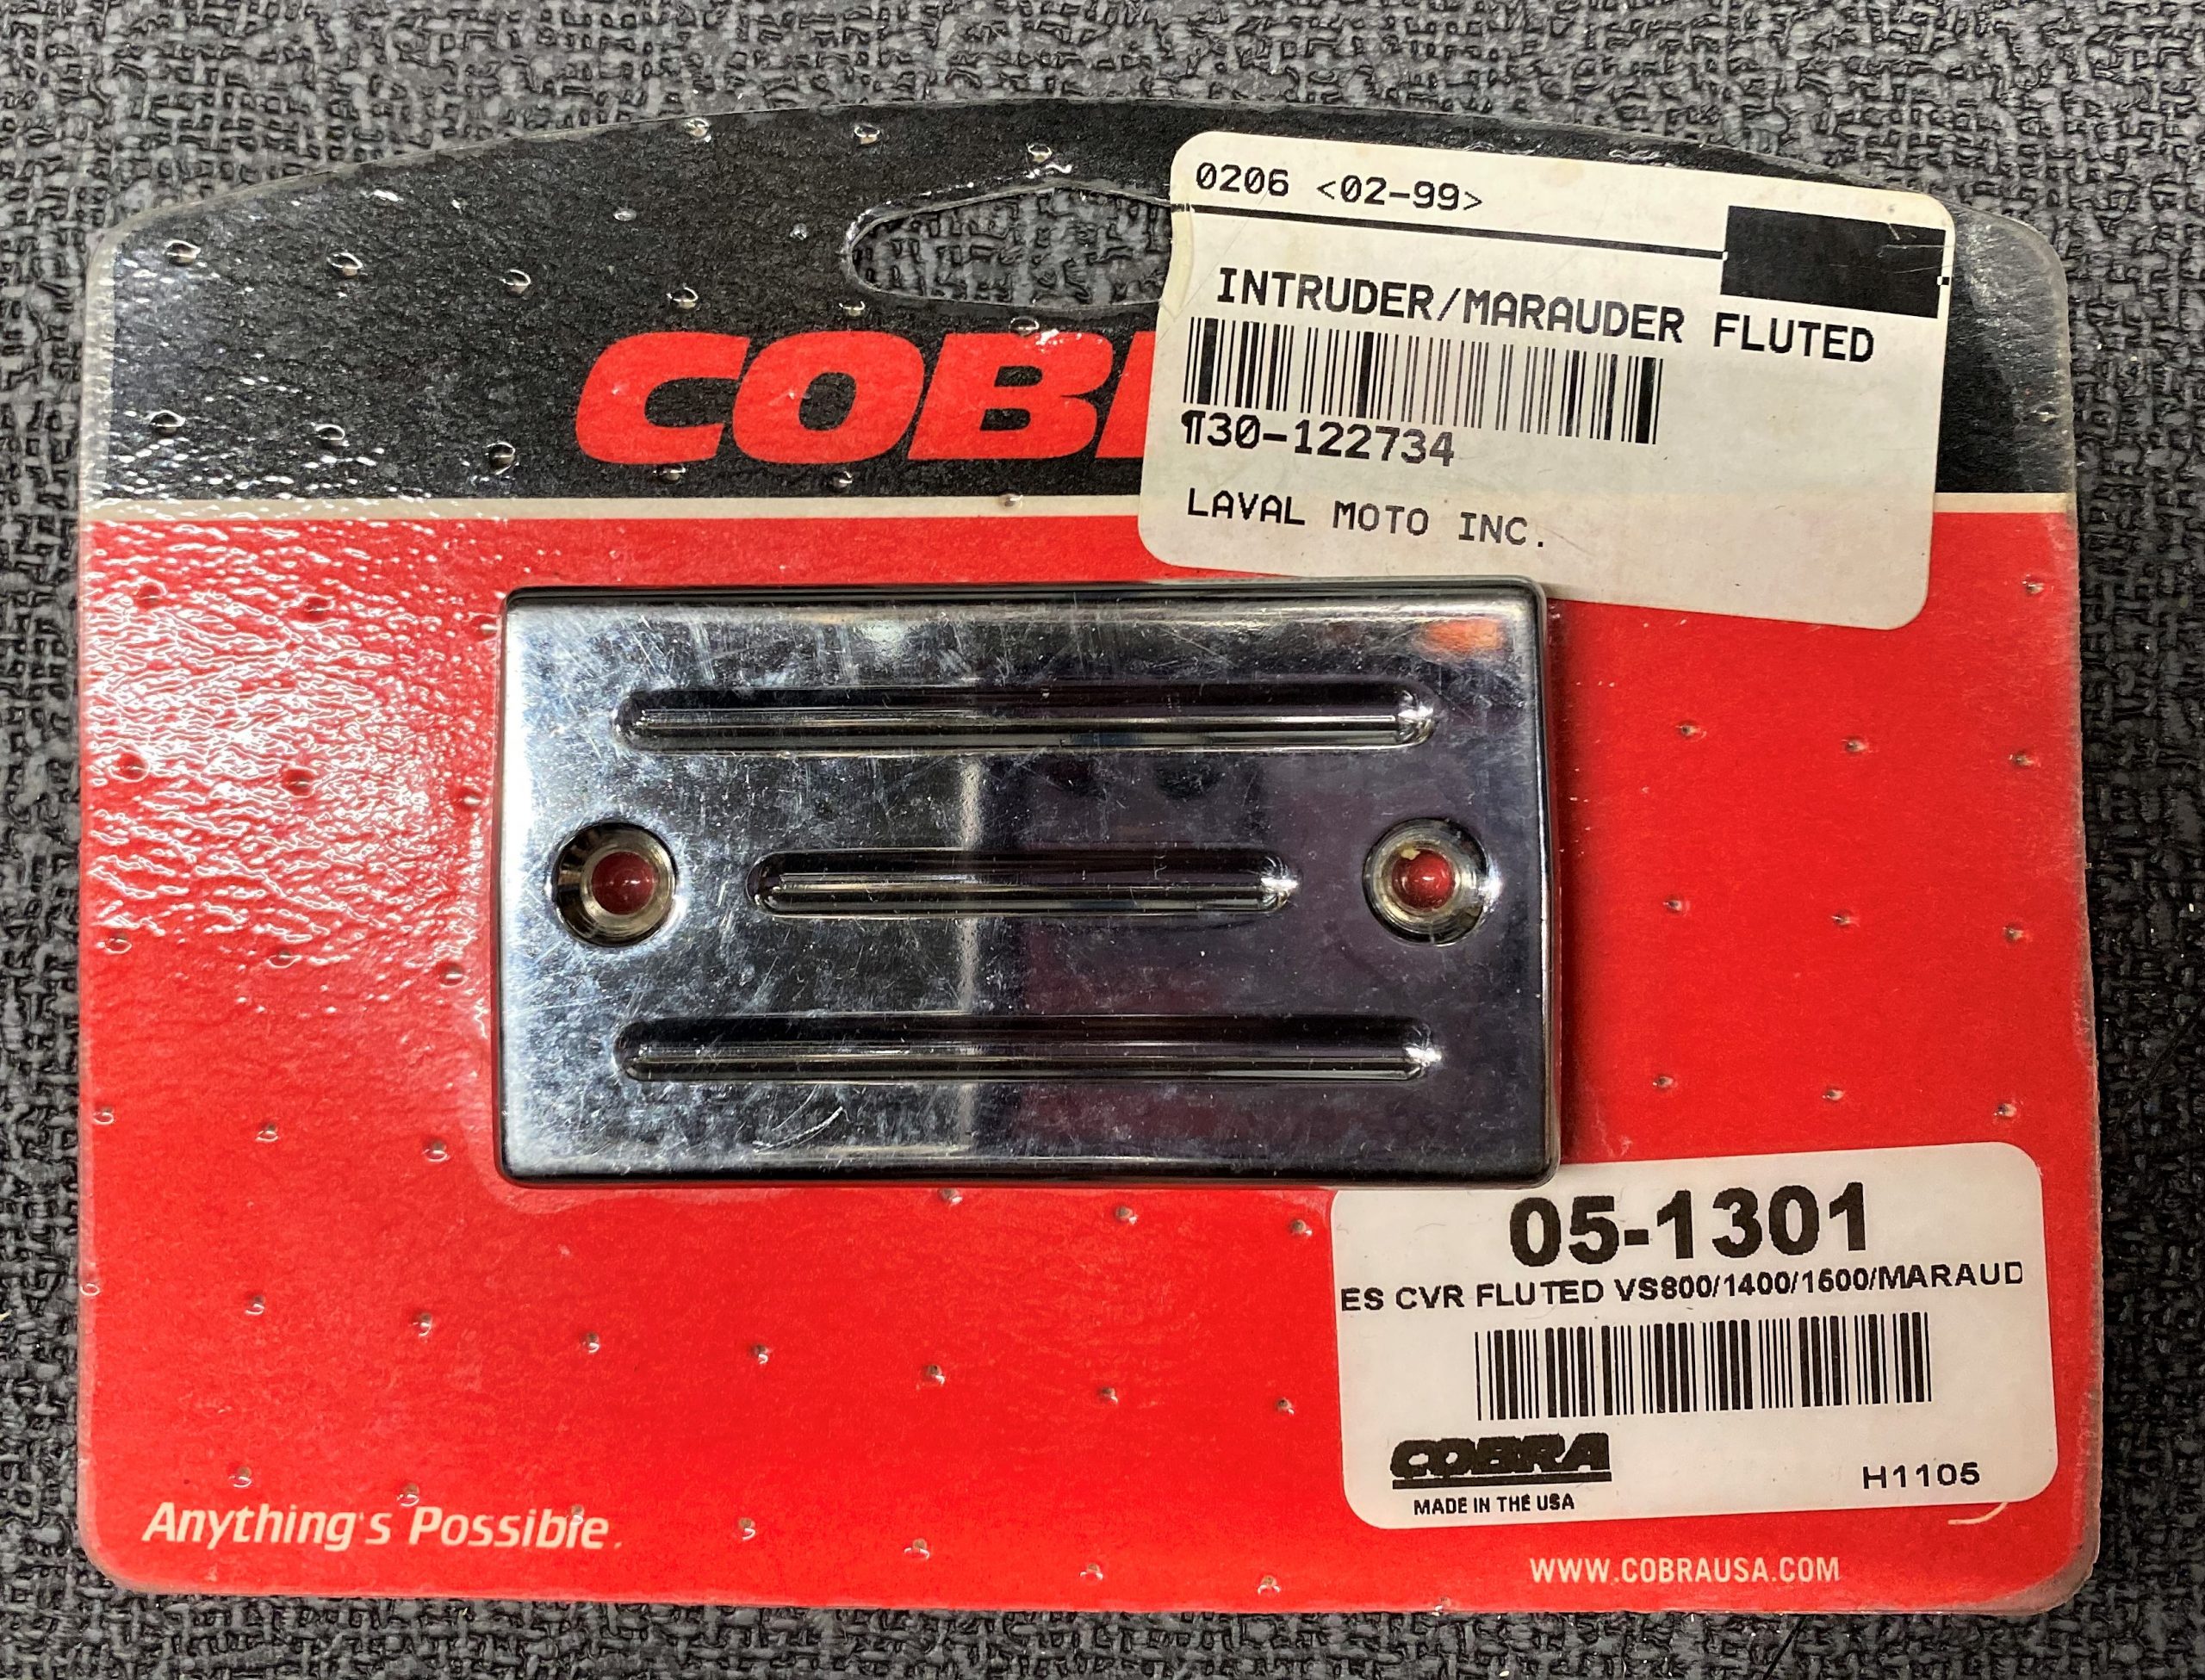 0206 <02-99>
INTRUDER/MARAUDER FLUTED
¶30-122734
LAVAL MOTO INC.
COB
05-1301
ES CVR FLUTED VS800/1400/1500/MARAUD
COBRA
MADE IN THE USA
H1105
Anything's Possible.
WWW.COBRAUSA.COM